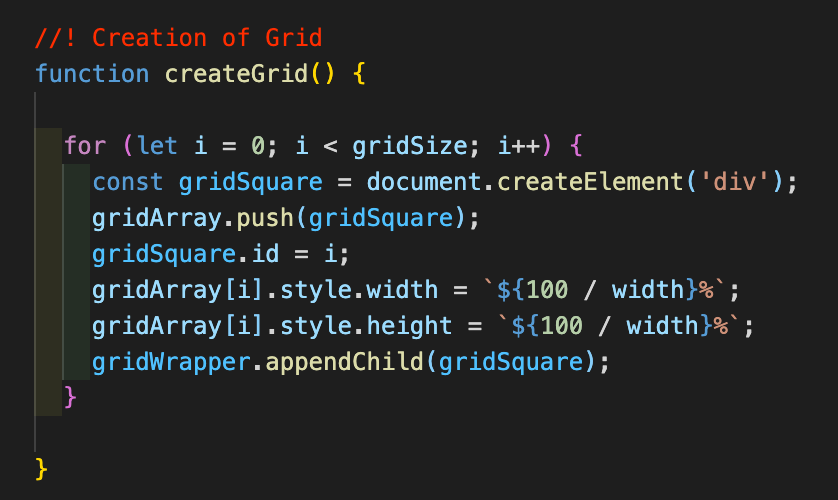 //! Creation of Grid
function createGrid() {
for (let i = 0; i < gridSize; i++) {
const gridSquare = document.createElement('div');
gridArray.push(gridSquare);
gridSquare.id = i;
gridArray[i].style.width = `${100 / width}%`;
gridArray[i].style.height = `${100 / width}%`;
gridWrapper.appendChild(gridSquare);
}
}